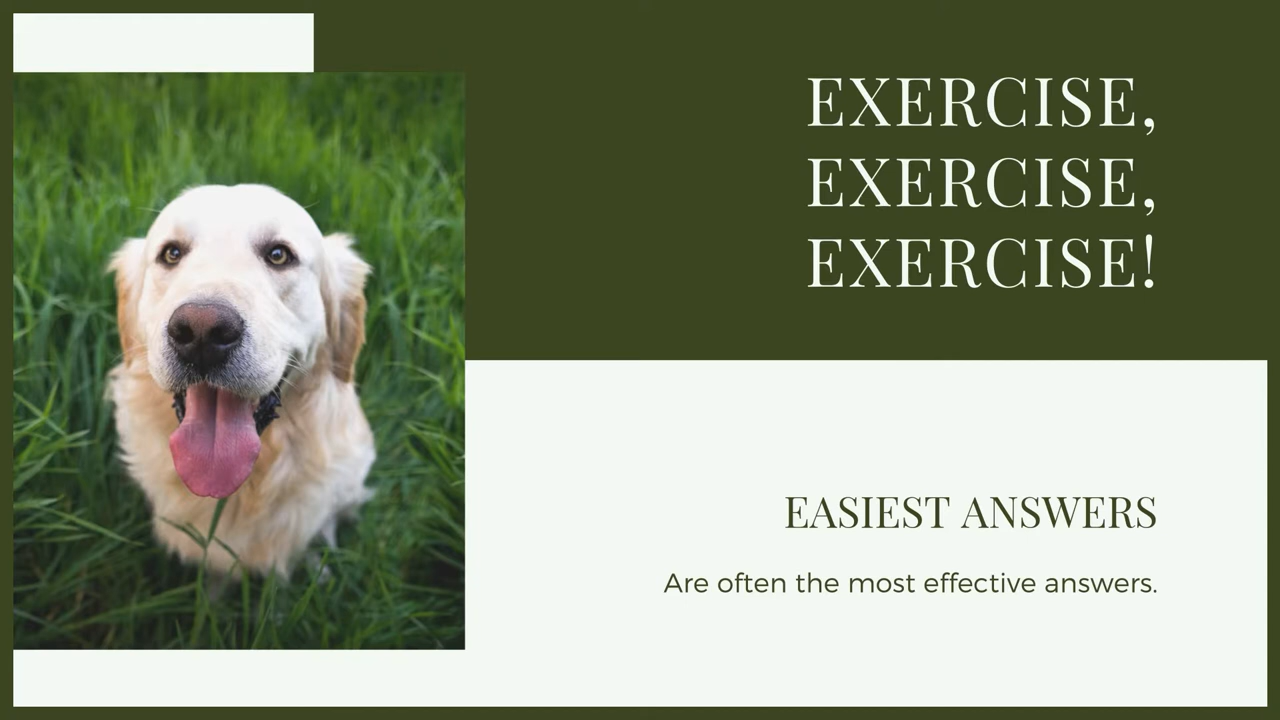 EXERCISE,
EXERCISE,
EXERCISE!
EASIEST ANSWERS
Are often the most effective answers.